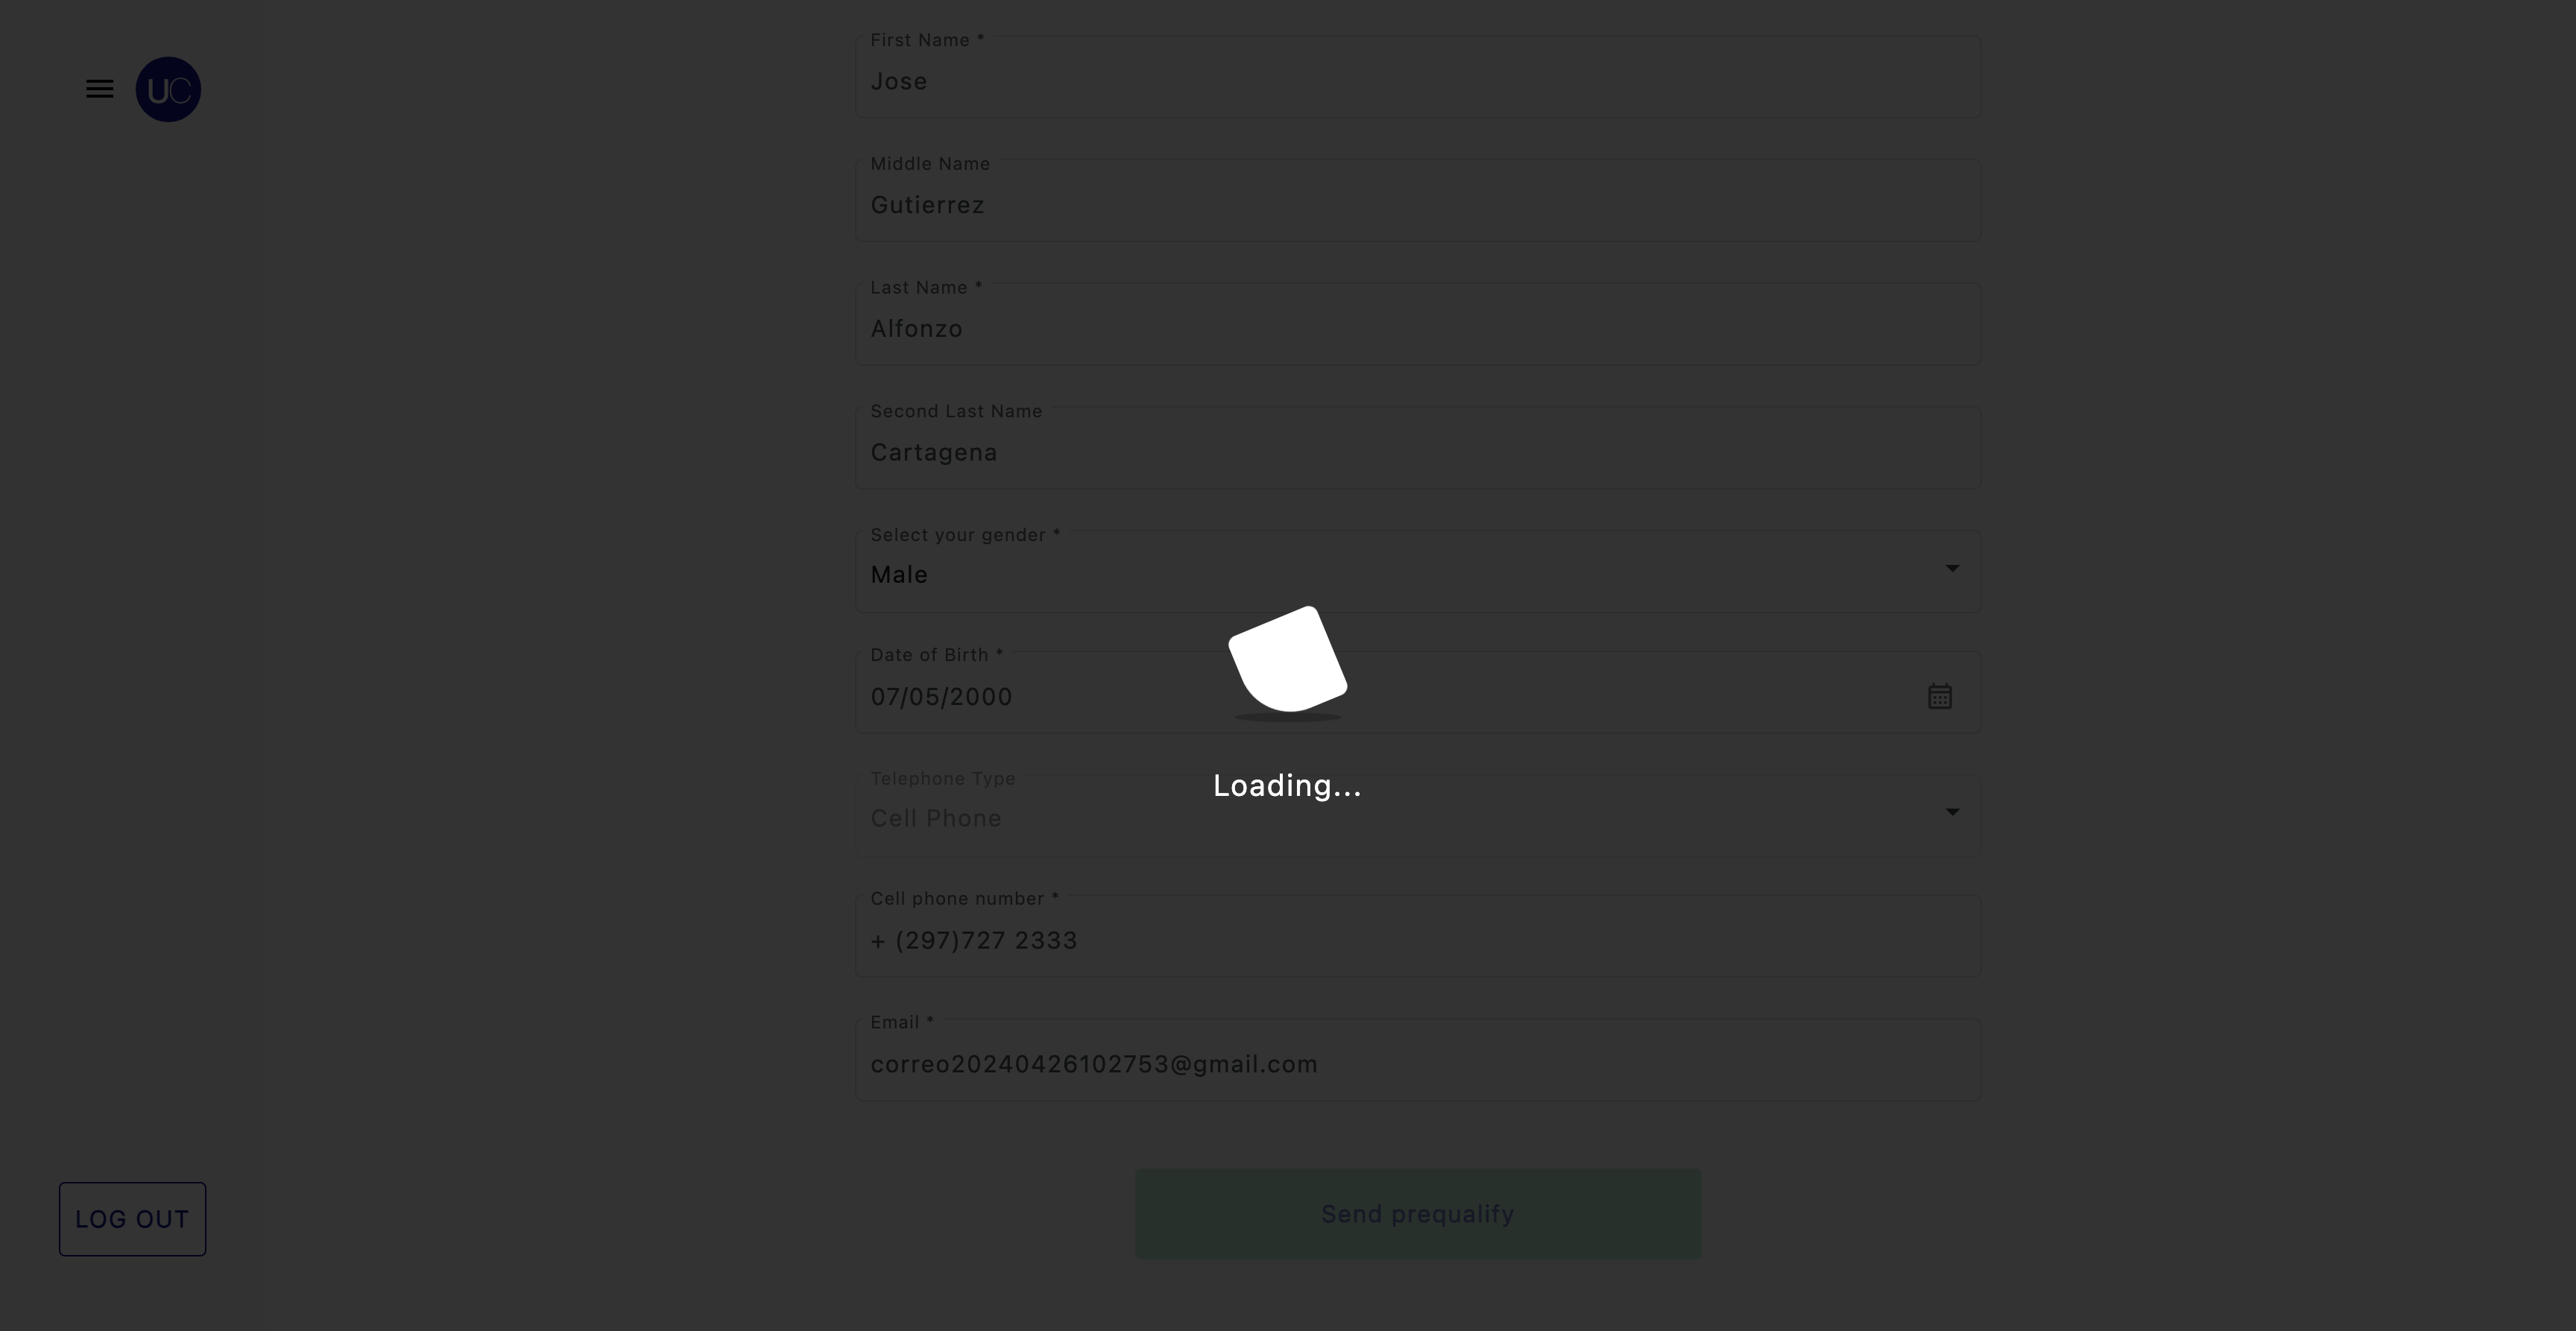 First Name *
Jose
UC
Middle Name
Gutierrez
Last Name *
Alfonzo
Second Last Name
Cartagena
Select your gender *
Male
Date of Birth *
07/05/2000
Loading...
Telephone Type
Cell Phone
Cell phone number *
+ (297)727 2333
Email *
correo20240426102753@gmail.com
LOG OUT
Send prequalify